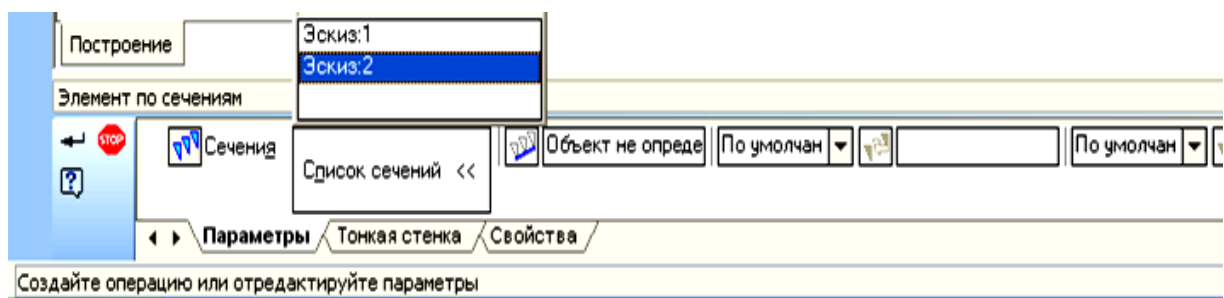 Эскиз:1
Построение
Эскиз:2
Элемент по сечениям
STOP Сечения Объект не опреде По умолчан По умолчан
Список сечений <<
Параметры Тонкая стенка Свойства
Создайте операцию или отредактируйте параметры